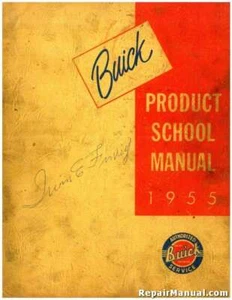 Buick
PRODUCT
SCHOOL
MANUAL
1955
AUTHORIZED
Buick
SERVICE
RepairManual.com